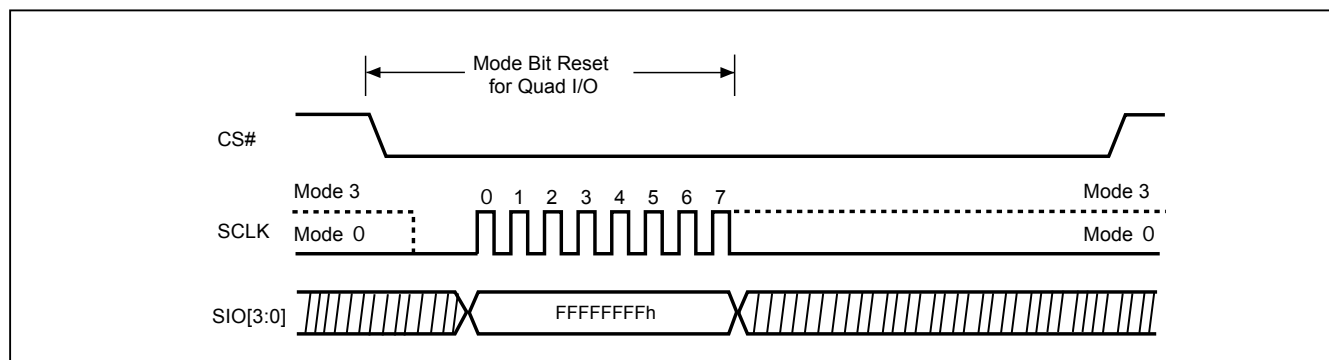 Mode Bit Reset
for Quad I/O
CS#
Mode 3
0 1 2 3 4 5 6 7
Mode 3
SCLK
Mode 0
Mode 0
SIO[3:0]
FFFFFFFFh